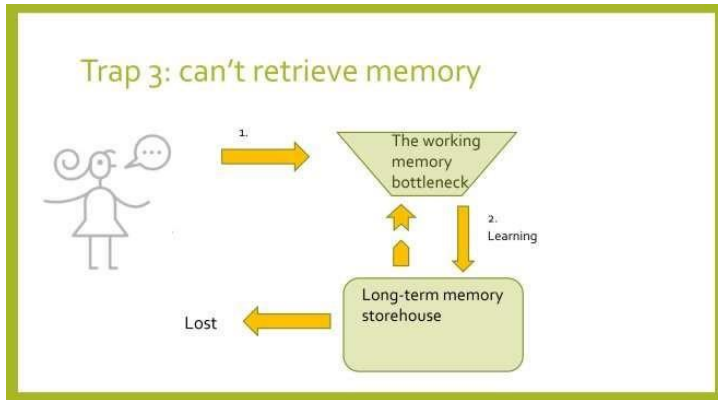 Trap 3: can't retrieve memory
1.
The working
memory
bottleneck
2.
Learning
Long-term memory
storehouse
Lost